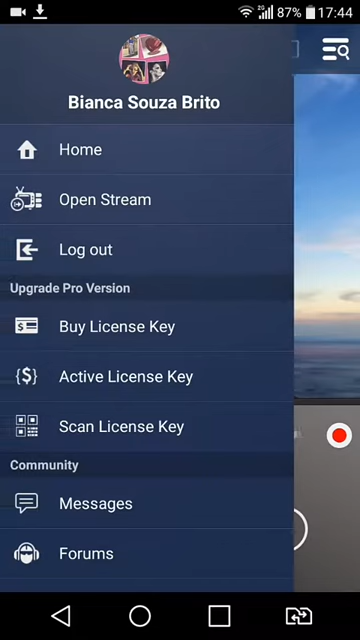 2G 87% 17:44
Bianca Souza Brito
Home
Open Stream
Log out
Upgrade Pro Version
$ Buy License Key
{$} Active License Key
Scan License Key
Community
Messages
Forums